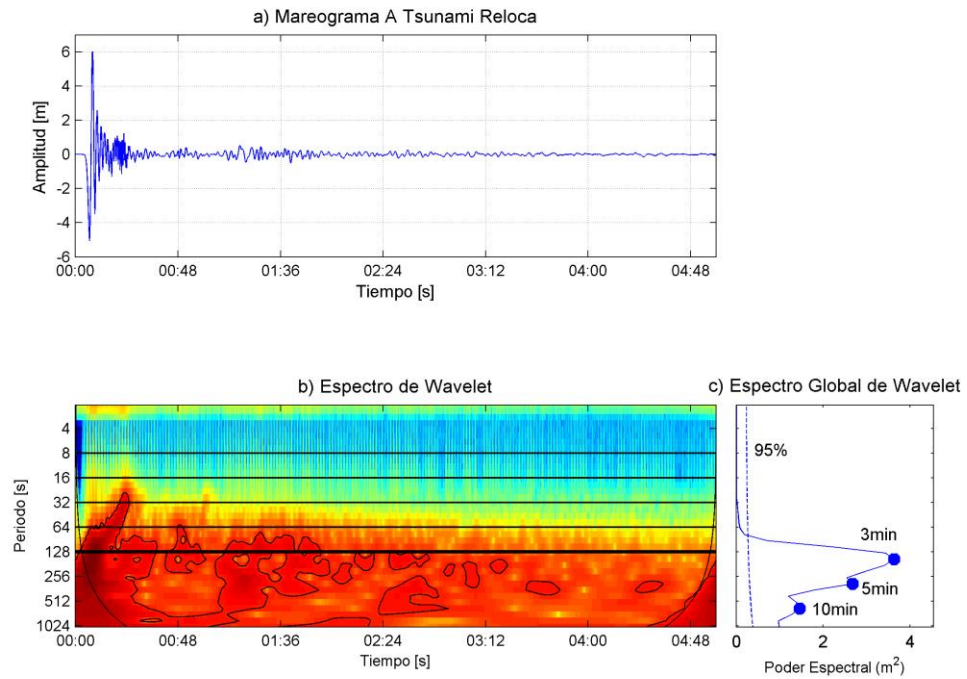 a) Mareograma A Tsunami Reloca
6
4
2
0
-2
-4
-6
Amplitud [m]
00:00 00:48 01:36 02:24 03:12 04:00 04:48
Tiempo [s]
b) Espectro de Wavelet
4
8
16
32
64
128
256
512
1024
Periodo [s]
00:00 00:48 01:36 02:24 03:12 04:00 04:48
Tiempo [s]
c) Espectro Global de Wavelet
95%
3min
5min
10min
0 2 4
Poder Espectral (m²)